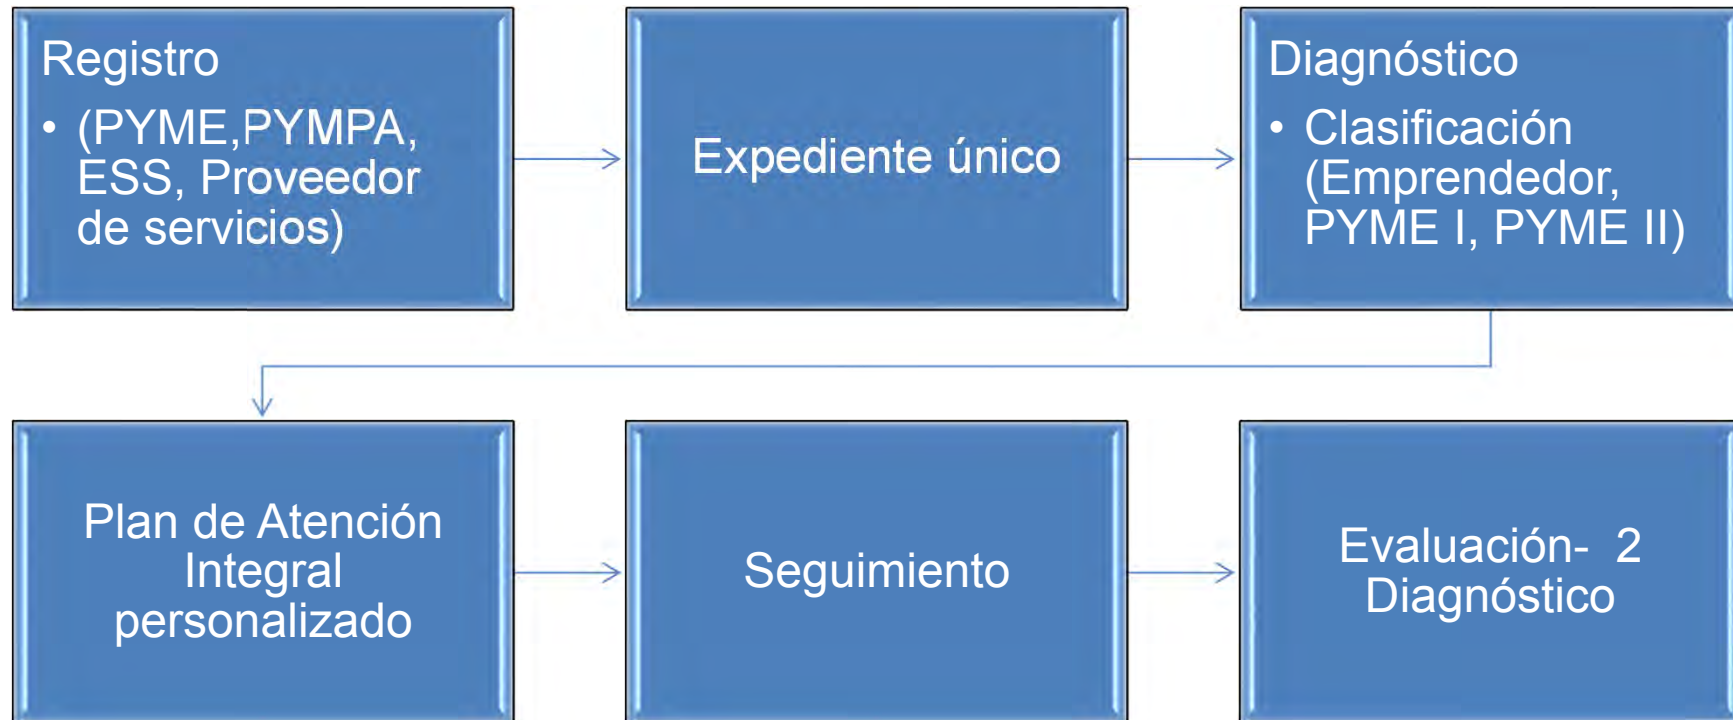 Registro
• (PYME,PYMPA,
ESS, Proveedor
de servicios)
Expediente único
Diagnóstico
• Clasificación
(Emprendedor,
PYME I, PYME II)
Plan de Atención
Integral
personalizado
Seguimiento
Evaluación- 2
Diagnóstico